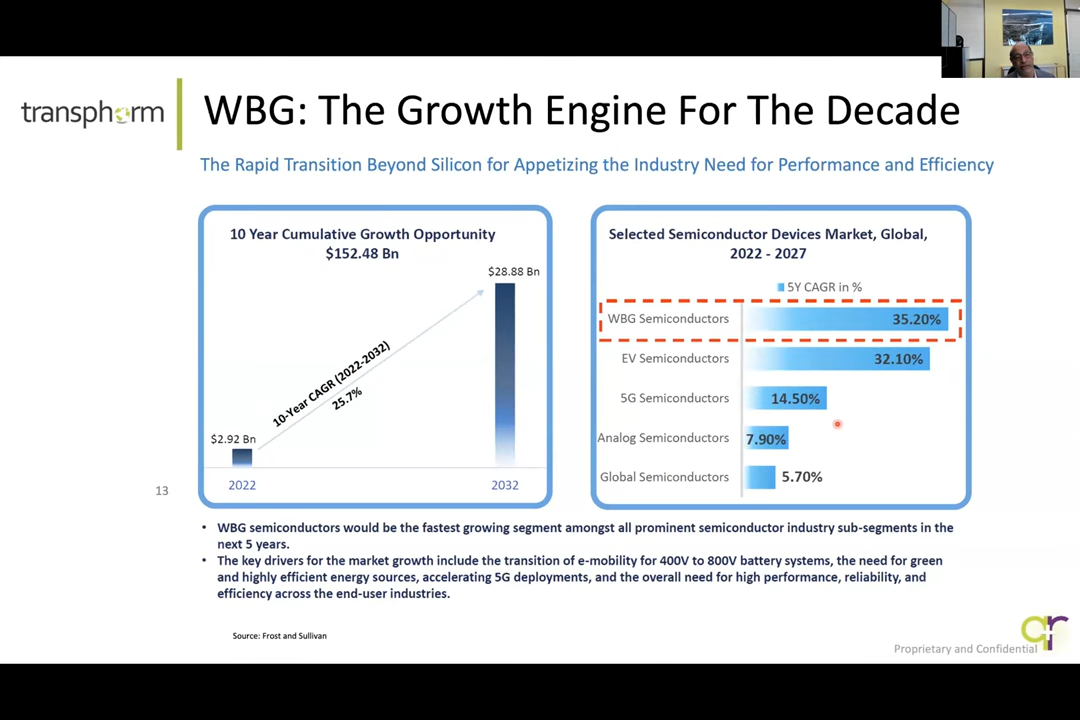 transphorm
WBG: The Growth Engine For The Decade
The Rapid Transition Beyond Silicon for Appetizing the Industry Need for Performance and Efficiency
10 Year Cumulative Growth Opportunity
$152.48 Bn
$28.88 Bn
10-Year CAGR (2022-2032)
25.7%
$2.92 Bn
2022
2032
Selected Semiconductor Devices Market, Global,
2022 - 2027
5Y CAGR in %
WBG Semiconductors
35.20%
EV Semiconductors
32.10%
5G Semiconductors
14.50%
Analog Semiconductors
7.90%
Global Semiconductors
5.70%
13
• WBG semiconductors would be the fastest growing segment amongst all prominent semiconductor industry sub-segments in the
next 5 years.
• The key drivers for the market growth include the transition of e-mobility for 400V to 800V battery systems, the need for green
and highly efficient energy sources, accelerating 5G deployments, and the overall need for high performance, reliability, and
efficiency across the end-user industries.
Source: Frost and Sullivan
Proprietary and Confidential